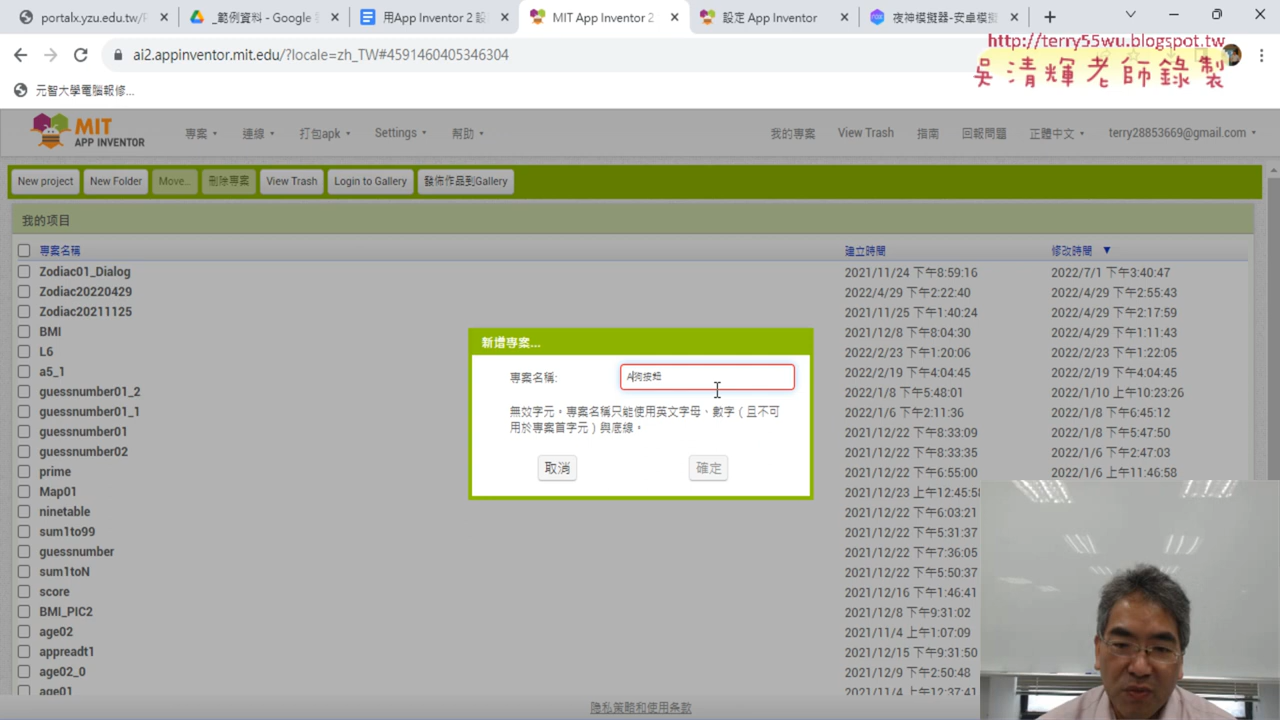 portalx.yzu.edu.tw/P
_範例資料 - Google
用App Inventor 2 設
MIT App Inventor 2
設定 App Inventor
夜神模擬器-安卓模擬
ai2.appinventor.mit.edu/?locale=zh_TW#4591460405346304
http://terry55wu.blogspot.tw
吳清輝老師錄製
元智大學電腦報修...
MIT
APP INVENTOR
專案 連線 打包apk Settings 幫助 我的專案 View Trash 指南 回報問題 正體中文 terry28853669@gmail.com
New project New Folder Move... 刪除專案 View Trash Login to Gallery 發佈作品到Gallery
我的项目
專案名稱 建立時間 修改時間 ▼
Zodiac01_Dialog 2021/11/24 下午8:59:16 2022/7/1 下午3:40:47
Zodiac20220429 2022/4/29 下午2:22:40 2022/4/29 下午2:55:43
Zodiac20211125 2021/11/25 下午1:40:24 2022/4/29 下午2:17:59
BMI 2021/12/8 下午8:04:30 2022/4/29 下午1:11:43
L6 2022/2/23 下午1:20:06 2022/2/23 下午1:22:05
a5_1 2022/2/19 下午4:04:45 2022/2/19 下午4:04:45
guessnumber01_2 2022/1/8 下午5:48:01 2022/1/10 上午10:23:26
guessnumber01_1 2022/1/6 下午2:11:36 2022/1/8 下午6:45:12
guessnumber01 2021/12/22 下午8:33:09 2022/1/8 下午5:47:50
guessnumber02 2021/12/22 下午8:33:35 2022/1/6 下午2:47:03
prime 2021/12/22 下午6:55:00 2022/1/6 上午11:46:58
Map01 2021/12/23 上午12:45:58
ninetable 2021/12/22 下午6:03:21
sum1to99 2021/12/22 下午5:31:37
guessnumber 2021/12/22 下午7:36:05
sum1toN 2021/12/22 下午5:50:37
score 2021/12/16 下午1:46:41
BMI_PIC2 2021/12/8 下午9:31:02
age02 2021/11/4 上午1:07:09
appreadt1 2021/12/15 下午9:31:50
age02_0 2021/12/9 下午2:50:48
age01 2021/11/4 上午12:37:41
新增專案...
專案名稱:
無效字元。專案名稱只能使用英文字母、數字（且不可
用於專案首字元）與底線。
取消 確定
隐私策略和使用条款